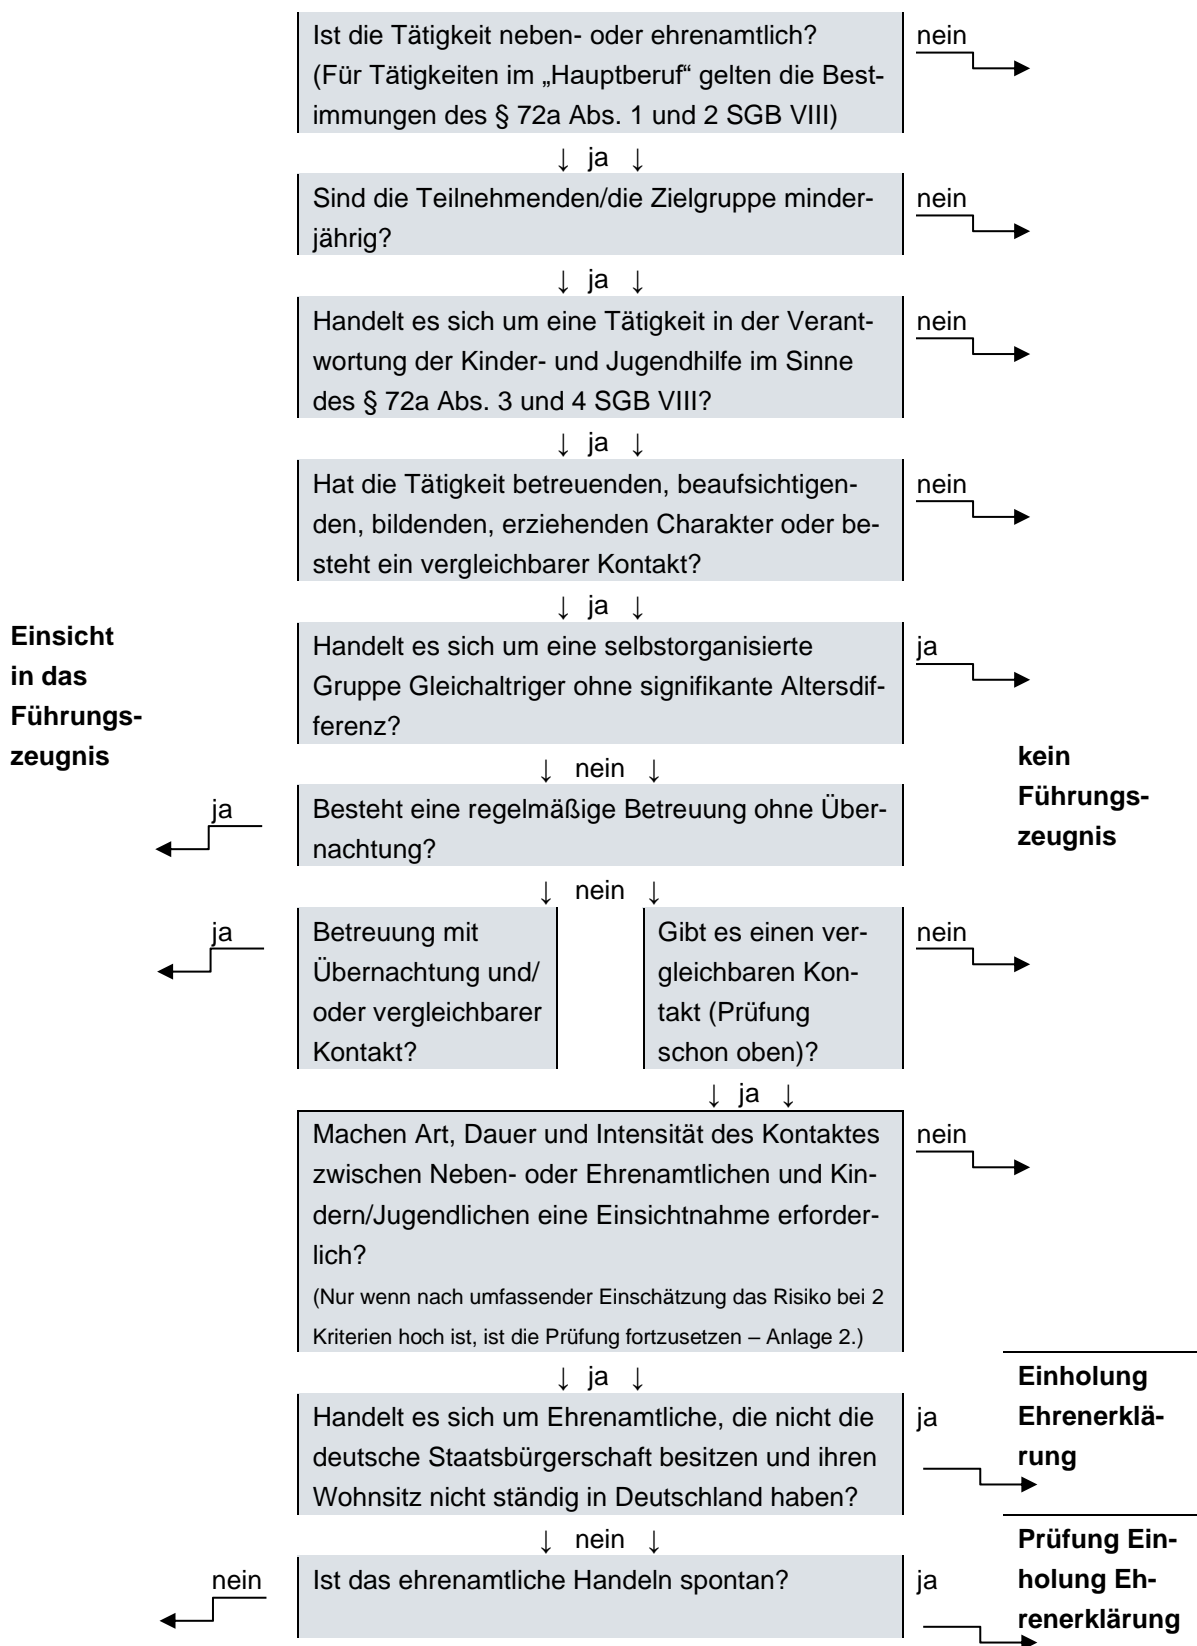 Ist die Tätigkeit neben- oder ehrenamtlich?
(Für Tätigkeiten im „Hauptberuf“ gelten die Best-
immungen des § 72a Abs. 1 und 2 SGB VIII)
nein
↓ ja ↓
Sind die Teilnehmenden/die Zielgruppe minder-
jährig?
nein
↓ ja ↓
Handelt es sich um eine Tätigkeit in der Verant-
wortung der Kinder- und Jugendhilfe im Sinne
des § 72a Abs. 3 und 4 SGB VIII?
nein
↓ ja ↓
Hat die Tätigkeit betreuenden, beaufsichtigen-
den, bildenden, erziehenden Charakter oder be-
steht ein vergleichbarer Kontakt?
nein
↓ ja ↓
Einsicht
in das
Führungs-
zeugnis
Handelt es sich um eine selbstorganisierte
Gruppe Gleichaltriger ohne signifikante Altersdif-
ferenz?
ja
kein
Führungs-
zeugnis
↓ nein ↓
ja
Besteht eine regelmäßige Betreuung ohne Über-
nachtung?
↓ nein ↓
ja
Betreuung mit
Übernachtung und/
oder vergleichbarer
Kontakt?
Gibt es einen ver-
gleichbaren Kon-
takt (Prüfung
schon oben)?
nein
↓ ja ↓
Machen Art, Dauer und Intensität des Kontaktes
zwischen Neben- oder Ehrenamtlichen und Kin-
dern/Jugendlichen eine Einsichtnahme erforder-
lich?
(Nur wenn nach umfassender Einschätzung das Risiko bei 2
Kriterien hoch ist, ist die Prüfung fortzusetzen – Anlage 2.)
nein
↓ ja ↓
Handelt es sich um Ehrenamtliche, die nicht die
deutsche Staatsbürgerschaft besitzen und ihren
Wohnsitz nicht ständig in Deutschland haben?
ja
Einholung
Ehrenerklä-
rung
↓ nein ↓
nein
Ist das ehrenamtliche Handeln spontan?
ja
Prüfung Ein-
holung Eh-
renerklärung